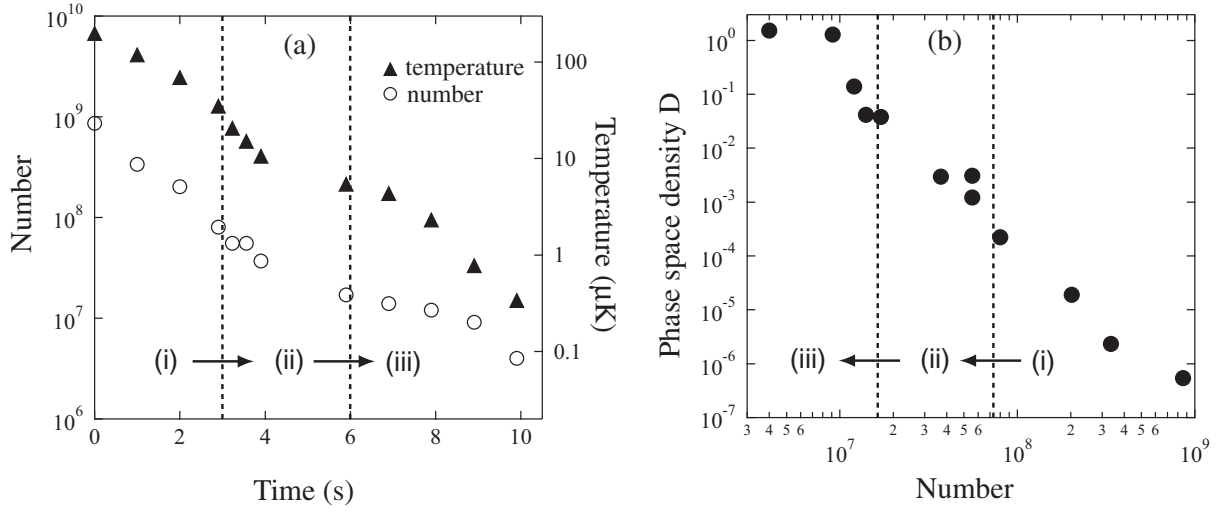 (a)
10^10
10^9
10^8
10^7
10^6
Number
temperature
number
100
10
1
0.1
Temperature (μK)
(i)
(ii)
(iii)
0
2
4
6
8
10
Time (s)
(b)
10^0
10^-1
10^-2
10^-3
10^-4
10^-5
10^-6
10^-7
Phase space density D
(iii)
(ii)
(i)
3 4 5 6 2 3 4 5 6 2 3 4 5 6
10^7 10^8 10^9
Number